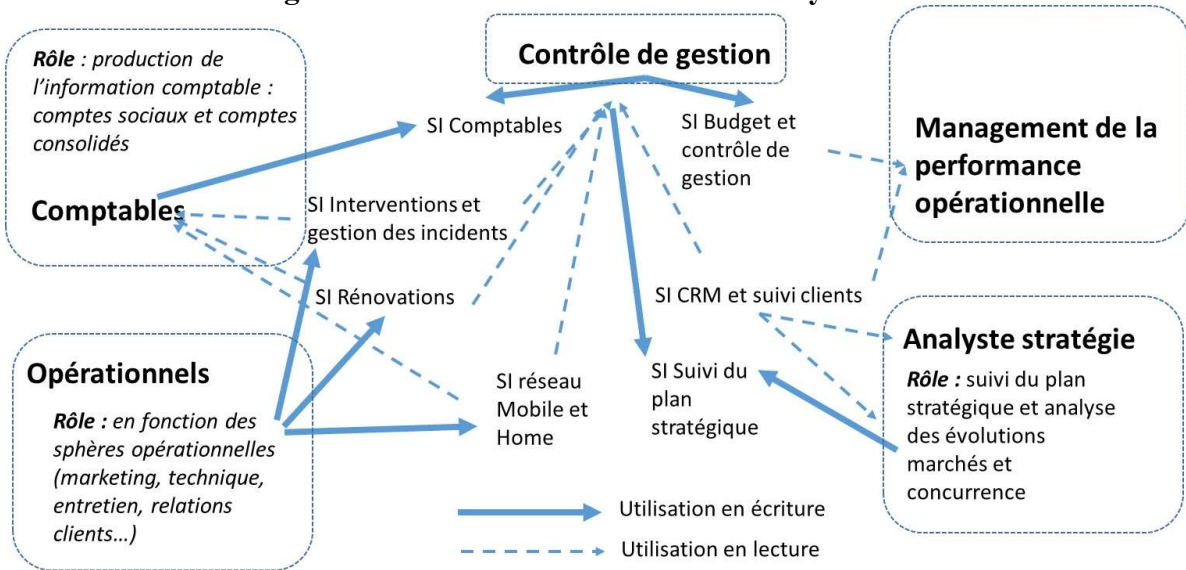 Rôle : production de
l'information comptable :
comptes sociaux et comptes
consolidés
Comptables
Contrôle de gestion
SI Comptables
SI Budget et
contrôle de
gestion
Management de la
performance
opérationnelle
SI Interventions et
gestion des incidents
SI Rénovations
SI CRM et suivi clients
Opérationnels
Rôle : en fonction des
sphères opérationnelles
(marketing, technique,
entretien, relations
clients...)
SI réseau
Mobile et
Home
SI Suivi du
plan
stratégique
Analyste stratégie
Rôle : suivi du plan
stratégique et analyse
des évolutions
marchés et
concurrence
Utilisation en écriture
Utilisation en lecture